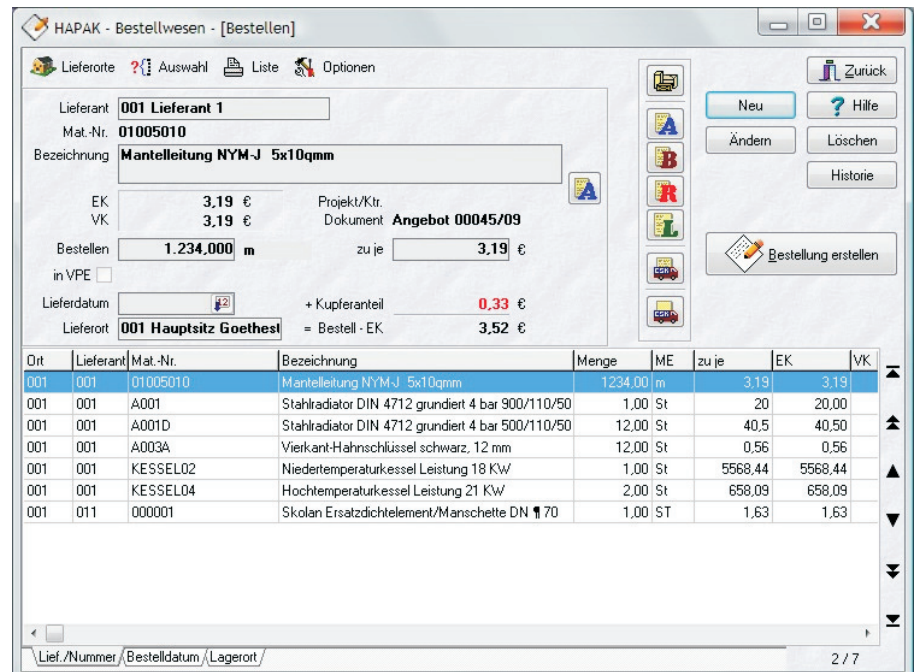 HAPAK - Bestellwesen - [Bestellen]
Lieferorte ?{} Auswahl Liste Optionen
Zurück
Lieferant 001 Lieferant 1
Neu Hilfe
Mat.-Nr. 01005010
Ändern Löschen
Bezeichnung Mantelleitung NYM-J 5x10qmm
Historie
EK 3,19 € Projekt/Ktr.
VK 3,19 € Dokument Angebot 00045/09
Bestellen 1.234,000 m zu je 3,19 €
Bestellung erstellen
in VPE
Lieferdatum + Kupferanteil 0,33 €
Lieferort 001 Hauptsitz Goethest = Bestell - EK 3,52 €
A
A
B
R
L
CSK
CSK
Ort Lieferant Mat.-Nr. Bezeichnung Menge ME zu je EK VK
001 001 01005010 Mantelleitung NYM-J 5x10qmm 1234,00 m 3,19 3,19
001 001 A001 Stahlradiator DIN 4712 grundiert 4 bar 900/110/50 1,00 St 20 20,00
001 001 A001D Stahlradiator DIN 4712 grundiert 4 bar 500/110/50 12,00 St 40,5 40,50
001 001 A003A Vierkant-Hahnschlüssel schwarz, 12 mm 12,00 St 0,56 0,56
001 001 KESSEL02 Niedertemperaturkessel Leistung 18 KW 1,00 St 5568,44 5568,44
001 001 KESSEL04 Hochtemperaturkessel Leistung 21 KW 2,00 St 658,09 658,09
001 011 000001 Skolan Ersatzdichtelement/Manschette DN ¶ 70 1,00 ST 1,63 1,63
Lief./Nummer Bestelldatum Lagerort 2 / 7